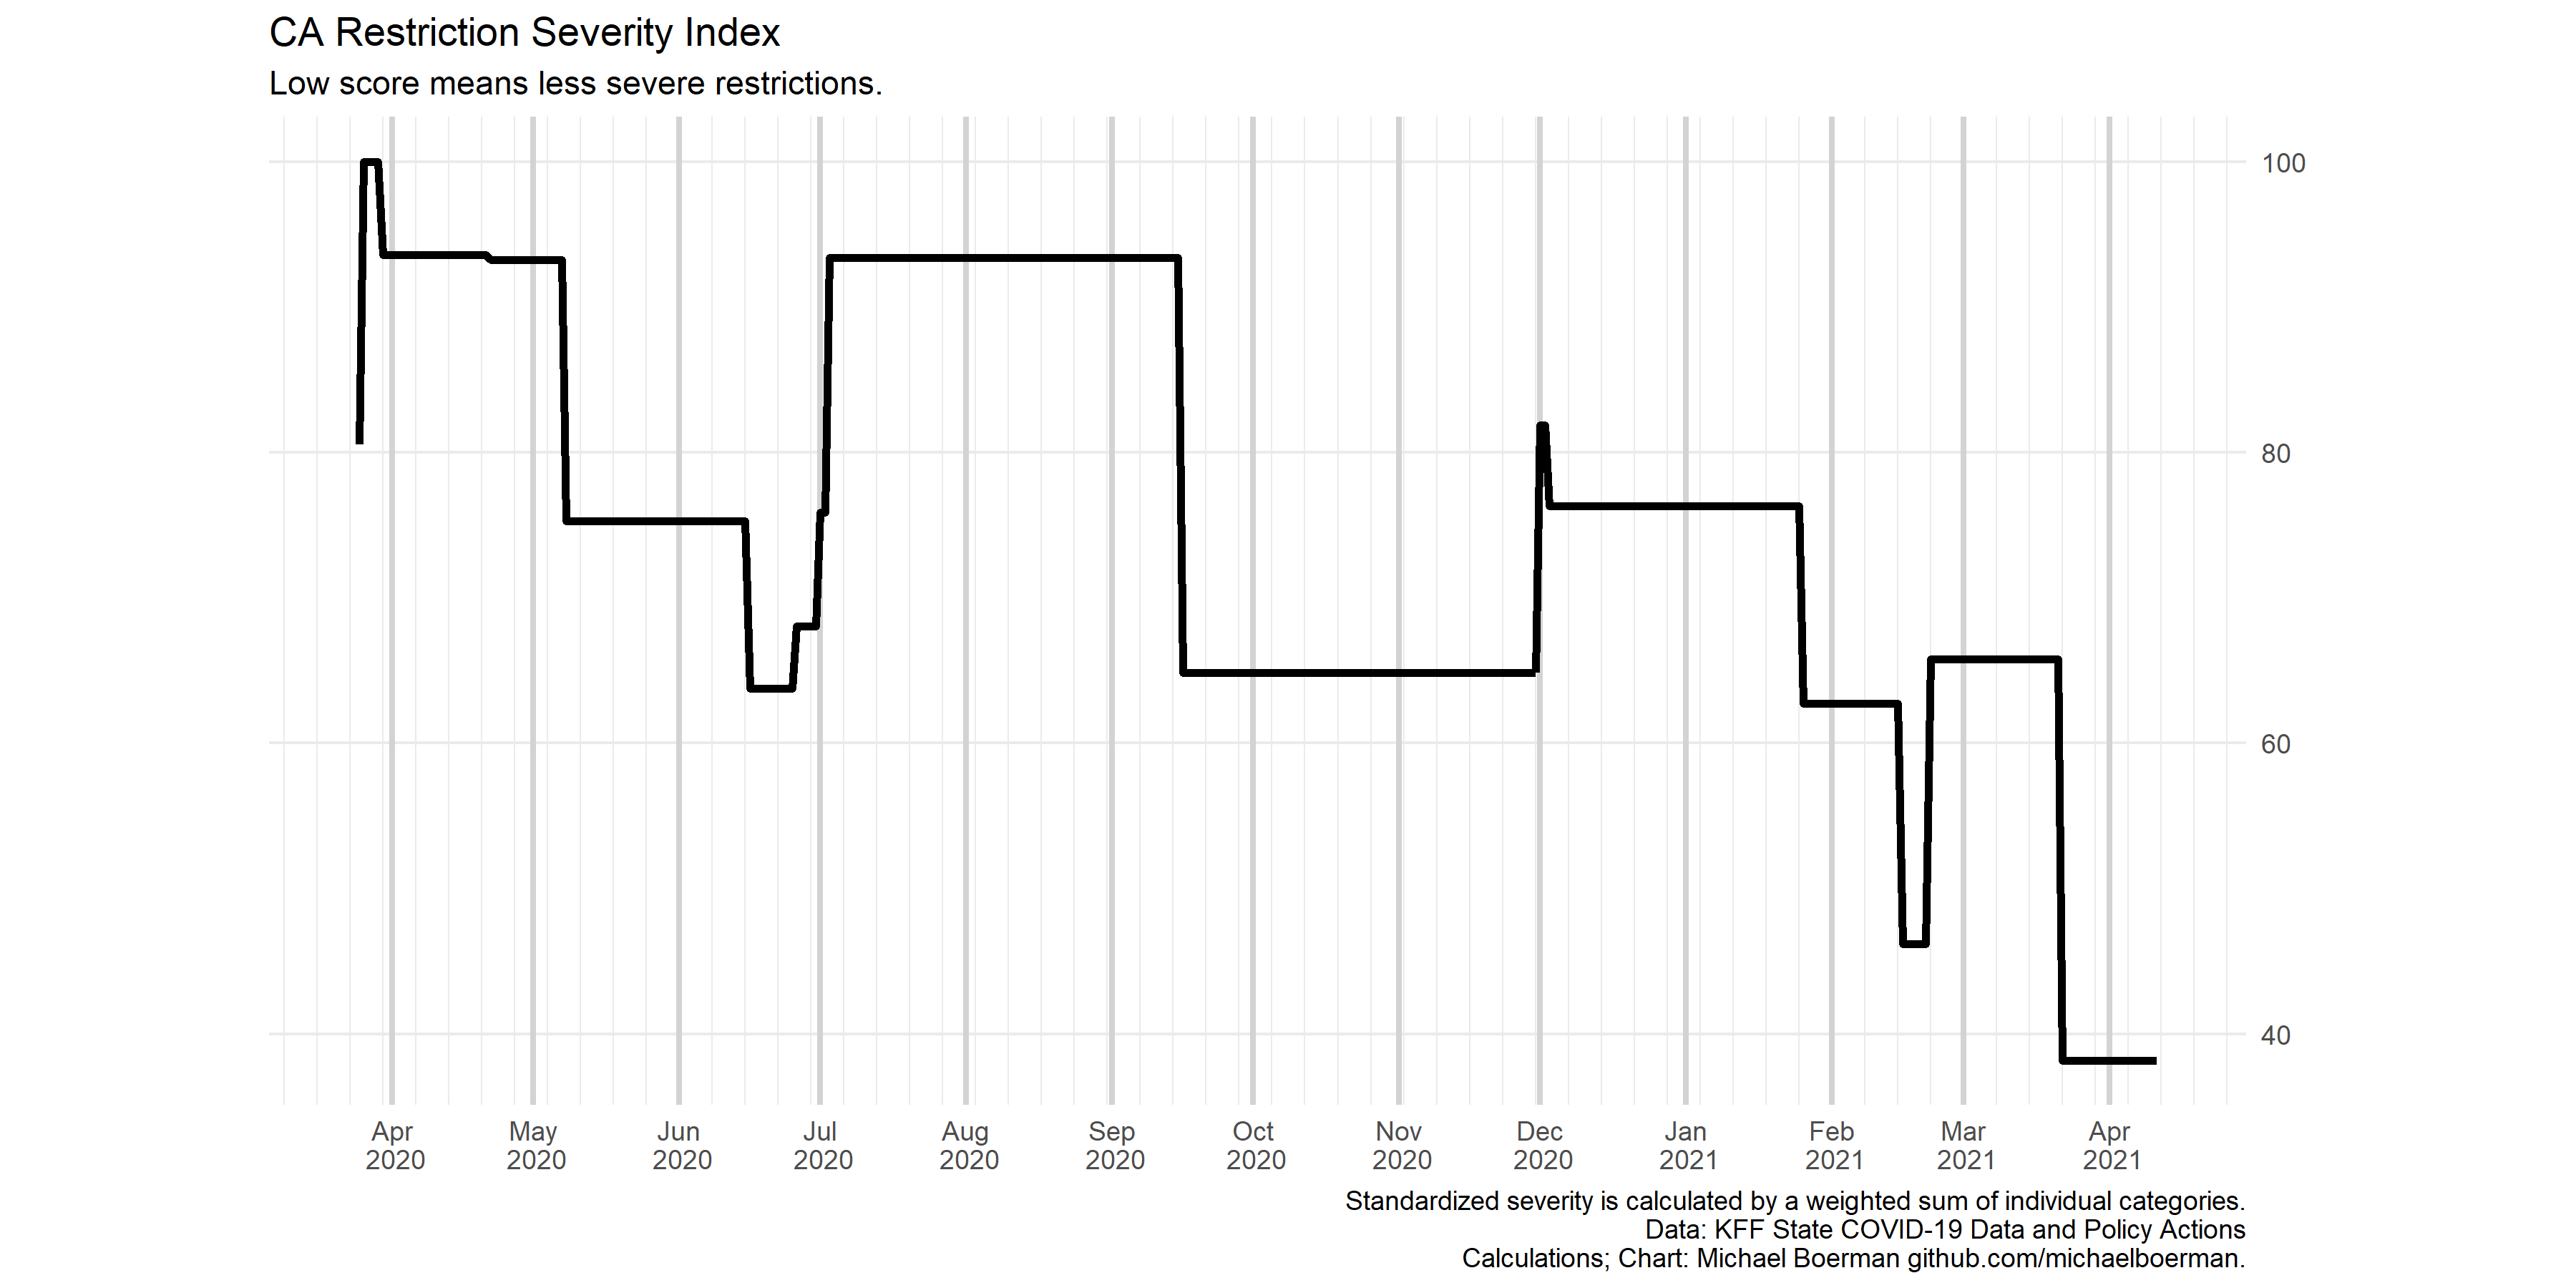 CA Restriction Severity Index
Low score means less severe restrictions.
100
80
60
40
Apr May Jun Jul Aug Sep Oct Nov Dec Jan Feb Mar Apr
2020 2020 2020 2020 2020 2020 2020 2020 2020 2021 2021 2021 2021
Standardized severity is calculated by a weighted sum of individual categories.
Data: KFF State COVID-19 Data and Policy Actions
Calculations; Chart: Michael Boerman github.com/michaelboerman.